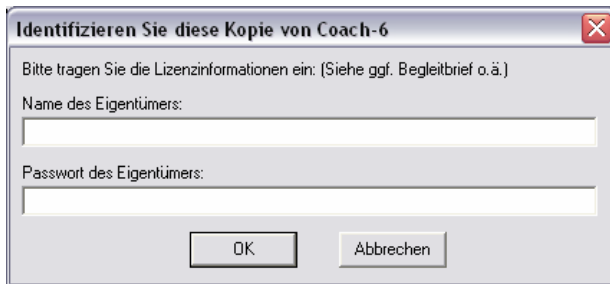 Identifizieren Sie diese Kopie von Coach-6
Bitte tragen Sie die Lizenzinformationen ein: (Siehe ggf. Begleitbrief o.ä.)
Name des Eigentümers:
Passwort des Eigentümers:
OK Abbrechen